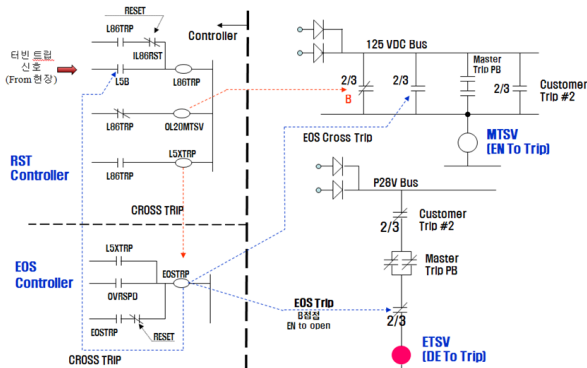 RESET
L86TRP
IL86RST
Controller
터빈 트립
신호
(From현장)
L5B
L86TRP
L86TRP
OL20MTSV
RST
Controller
L86TRP
L5XTRP
CROSS TRIP
EOS
Controller
L5XTRP
OVRSPD
EOSTRP
EOSTRP
RESET
CROSS TRIP
125 VDC Bus
2/3
B
2/3
Master
Trip PB
2/3
Customer
Trip #2
EOS Cross Trip
MTSV
(EN To Trip)
P28V Bus
2/3
Customer
Trip #2
Master
Trip PB
EOS Trip
B접점
EN to open
2/3
ETSV
(DE To Trip)